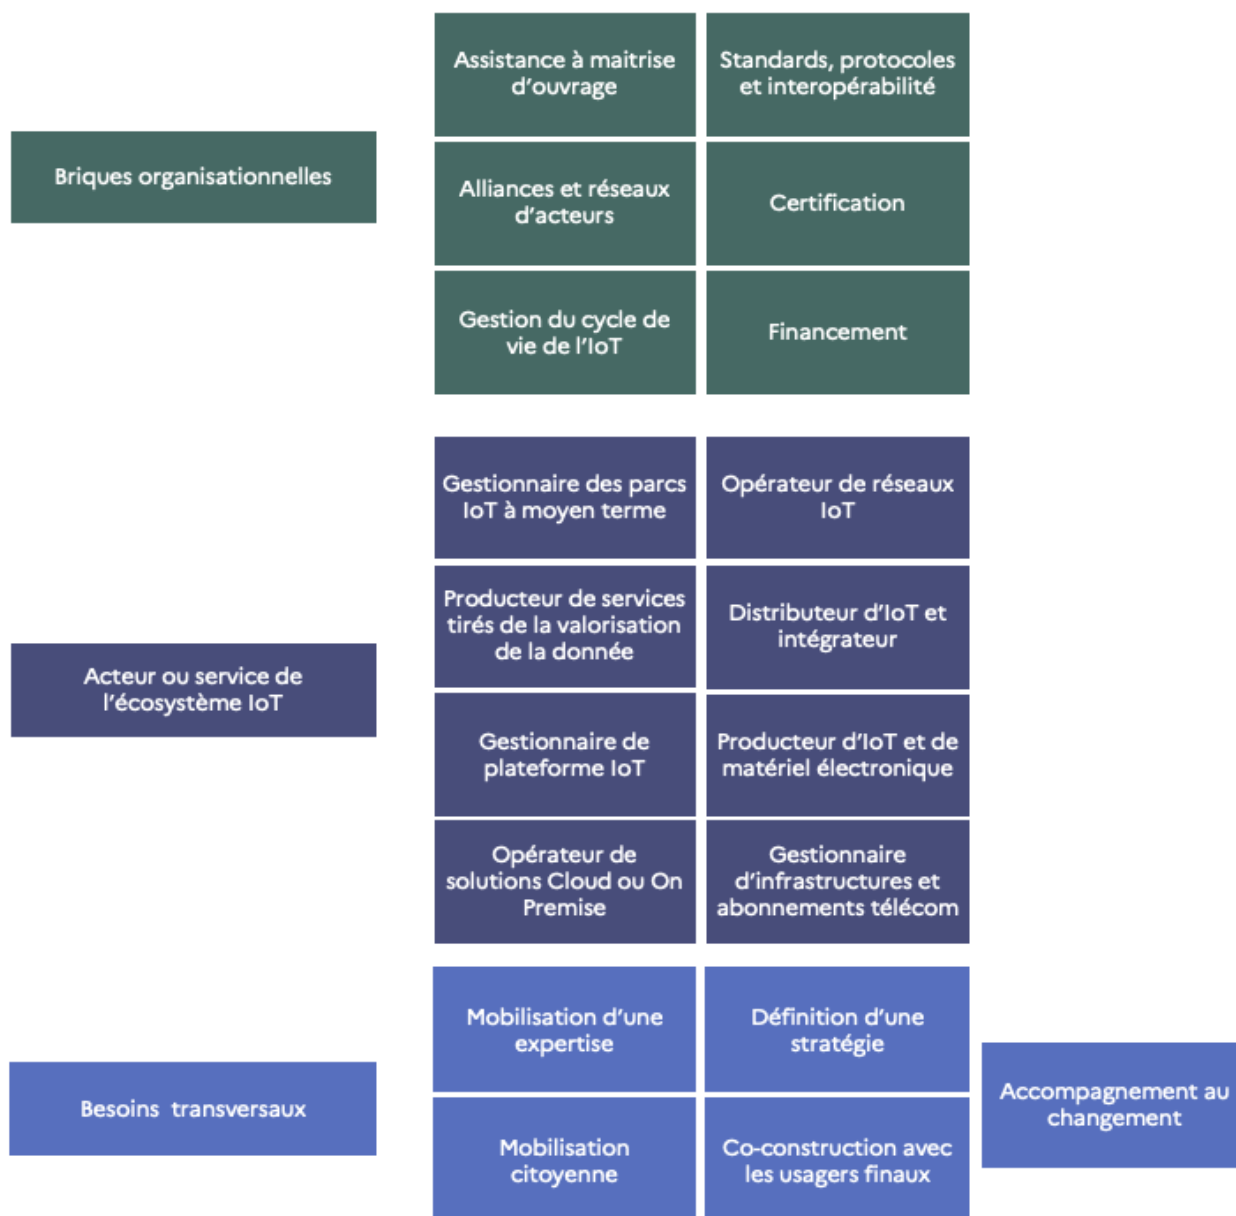 Briques organisationnelles
Assistance à maitrise
d’ouvrage
Standards, protocoles
et interopérabilité
Alliances et réseaux
d’acteurs
Certification
Gestion du cycle de
vie de l’IoT
Financement
Acteur ou service de
l’écosystème IoT
Gestionnaire des parcs
IoT à moyen terme
Opérateur de réseaux
IoT
Producteur de services
tirés de la valorisation
de la donnée
Distributeur d’IoT et
intégrateur
Gestionnaire de
plateforme IoT
Producteur d’IoT et de
matériel électronique
Opérateur de
solutions Cloud ou On
Premise
Gestionnaire
d’infrastructures et
abonnements télécom
Besoins transversaux
Mobilisation d’une
expertise
Définition d’une
stratégie
Mobilisation
citoyenne
Co-construction avec
les usagers finaux
Accompagnement au
changement